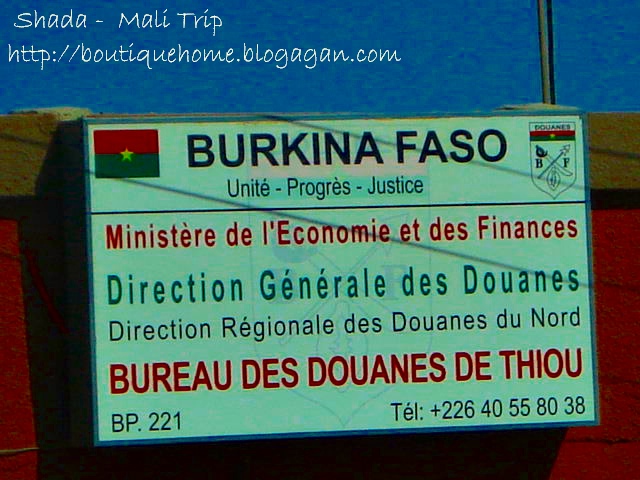 Shada - Mali Trip
http://boutiquehome.blogagan.com
DOUANES
BURKINA FASO
B F
Unité - Progrès - Justice
Ministère de l'Economie et des Finances
Direction Générale des Douanes
Direction Régionale des Douanes du Nord
BUREAU DES DOUANES DE THIOU
BP. 221
Tél: +226 40 55 80 38